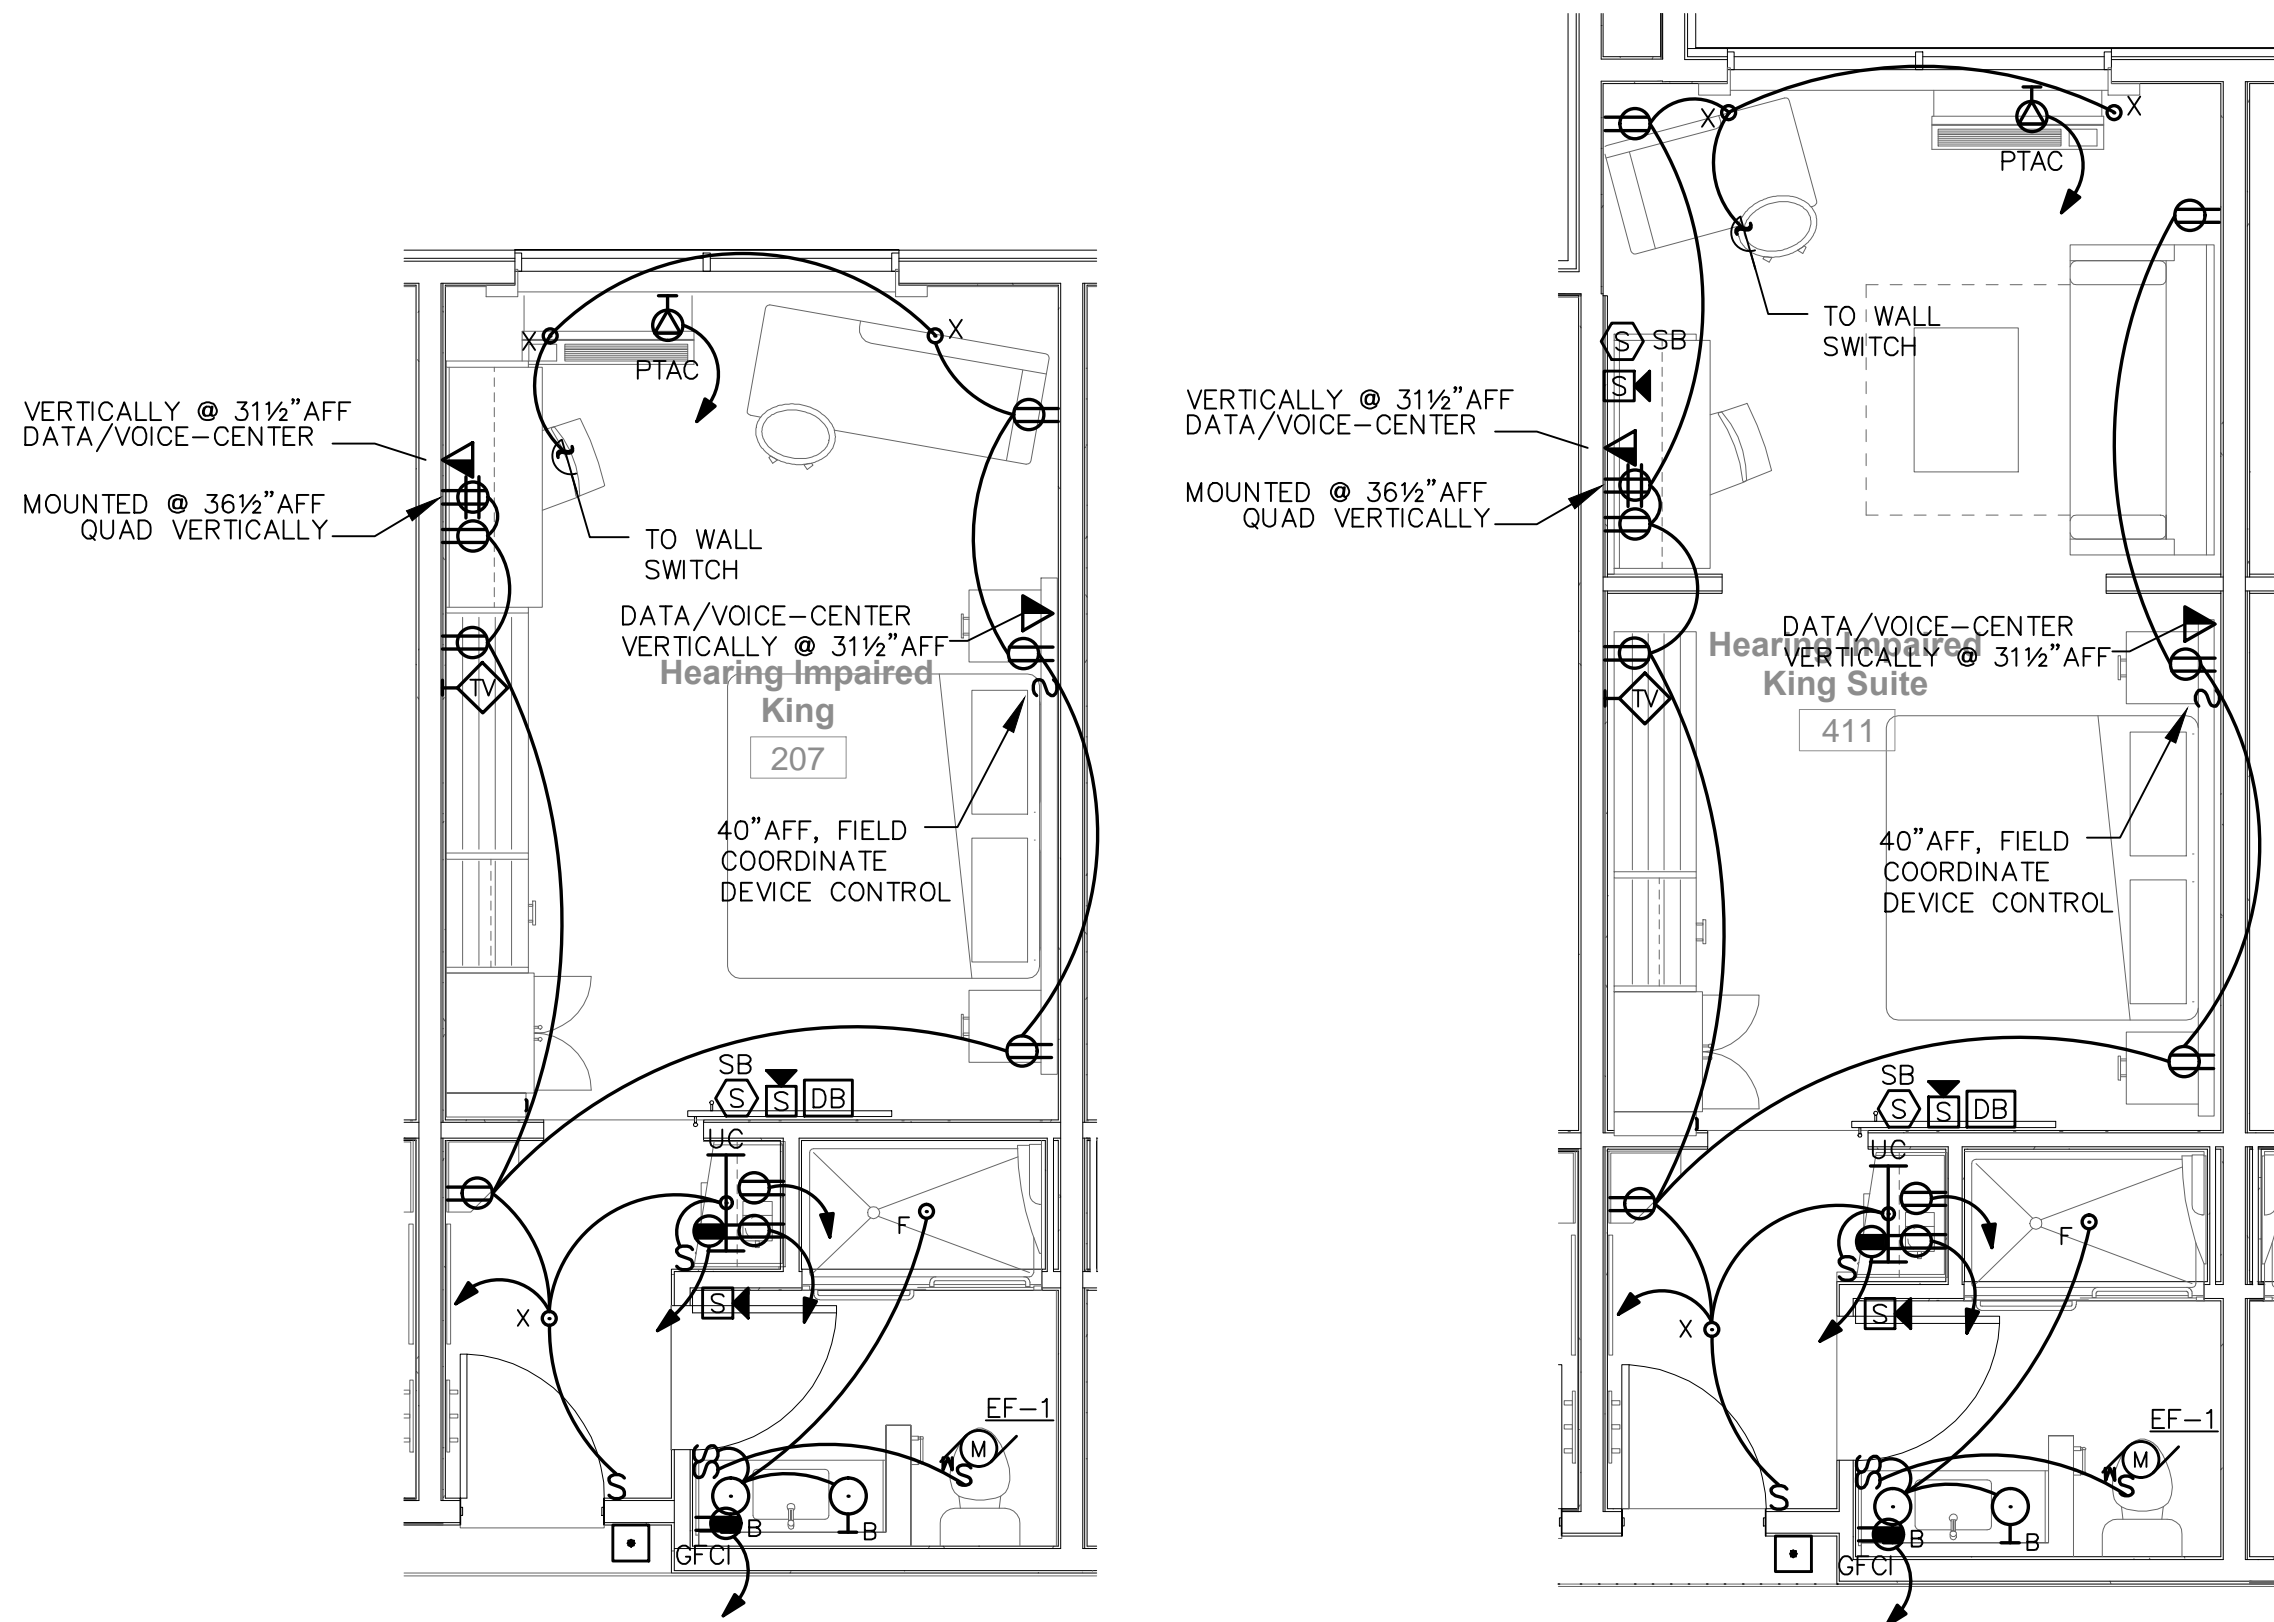 X
X
PTAC
VERTICALLY @ 31½"AFF
DATA/VOICE-CENTER
MOUNTED @ 36½"AFF
QUAD VERTICALLY
TO WALL
SWITCH
DATA/VOICE-CENTER
VERTICALLY @ 31½"AFF
Hearing Impaired
King
207
TV
40"AFF, FIELD
COORDINATE
DEVICE CONTROL
SB
S
S
DB
UC
S
F
S
X
EF-1
S
S
M
M
S
S
B
B
GFCI
X
X
PTAC
TO WALL
SWITCH
S
SB
S
VERTICALLY @ 31½"AFF
DATA/VOICE-CENTER
MOUNTED @ 36½"AFF
QUAD VERTICALLY
DATA/VOICE-CENTER
VERTICALLY @ 31½"AFF
Hearing Impaired
King Suite
411
TV
40"AFF, FIELD
COORDINATE
DEVICE CONTROL
SB
S
S
DB
UC
S
F
S
X
EF-1
S
S
M
M
S
S
B
B
GFCI